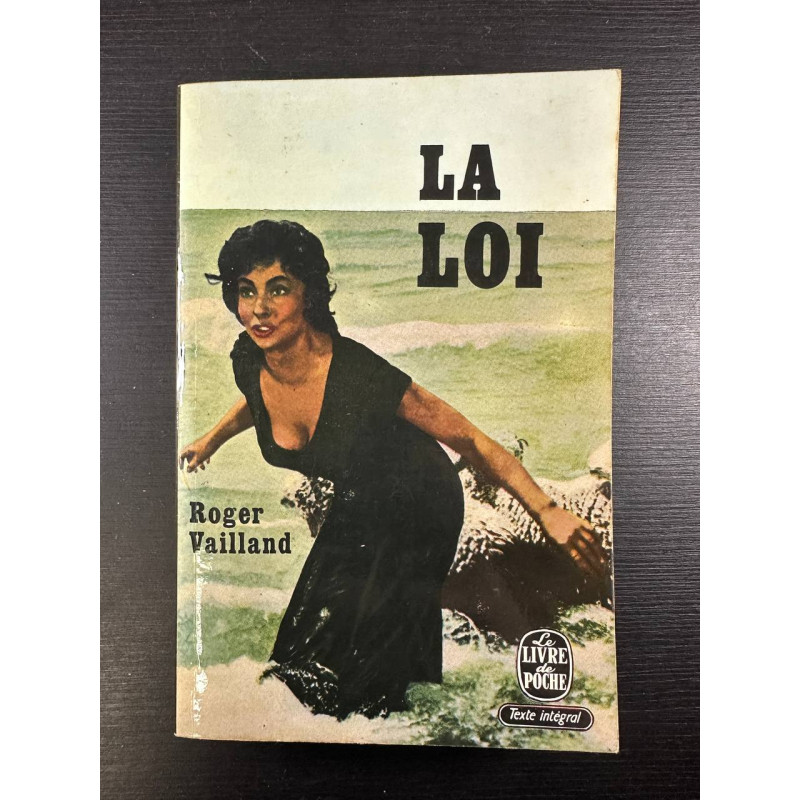 LA
LOI
Roger
Vailland
Le
LIVRE
de
POCHE
Texte intégral